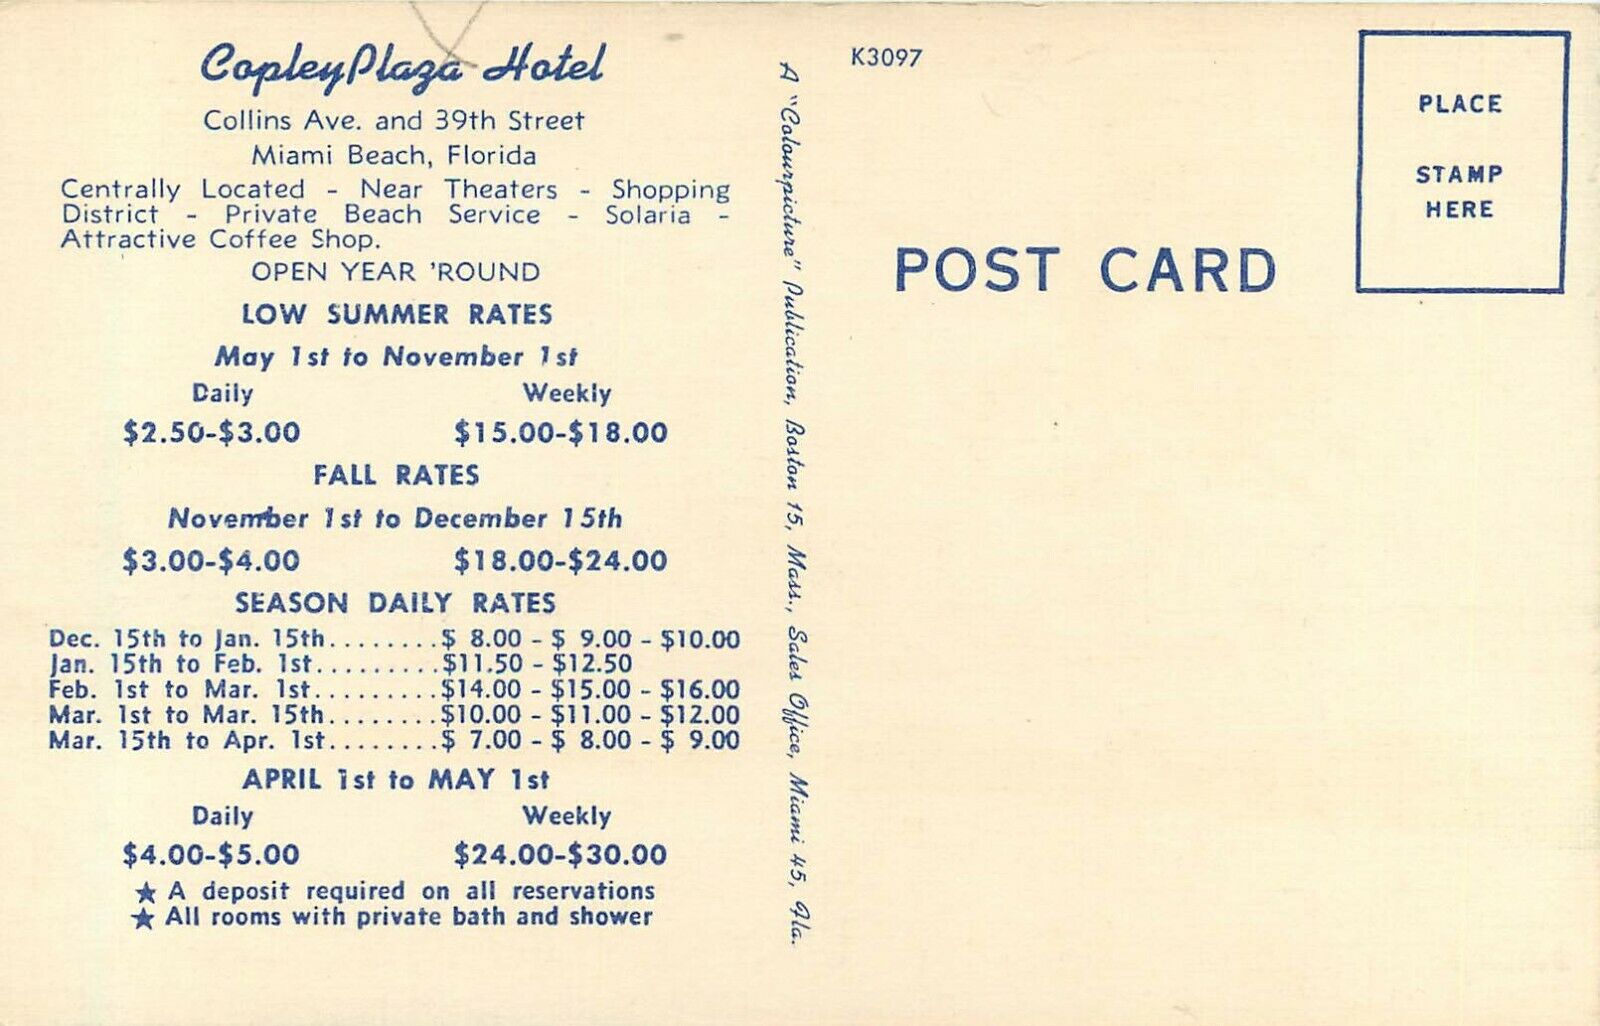 Copley Plaza Hotel
Collins Ave. and 39th Street
Miami Beach, Florida
Centrally Located - Near Theaters - Shopping
District - Private Beach Service - Solaria -
Attractive Coffee Shop.
OPEN YEAR 'ROUND
LOW SUMMER RATES
May 1st to November 1st
Daily Weekly
$2.50-$3.00 $15.00-$18.00
FALL RATES
November 1st to December 15th
$3.00-$4.00 $18.00-$24.00
SEASON DAILY RATES
Dec. 15th to Jan. 15th........$ 8.00 - $ 9.00 - $10.00
Jan. 15th to Feb. 1st.........$11.50 - $12.50
Feb. 1st to Mar. 1st.........$14.00 - $15.00 - $16.00
Mar. 1st to Mar. 15th........$10.00 - $11.00 - $12.00
Mar. 15th to Apr. 1st........$ 7.00 - $ 8.00 - $ 9.00
APRIL 1st to MAY 1st
Daily Weekly
$4.00-$5.00 $24.00-$30.00
★ A deposit required on all reservations
★ All rooms with private bath and shower
A "Colourpicture" Publication, Boston 15, Mass., Sales Office, Miami 45, Fla.
K3097
POST CARD
PLACE
STAMP
HERE